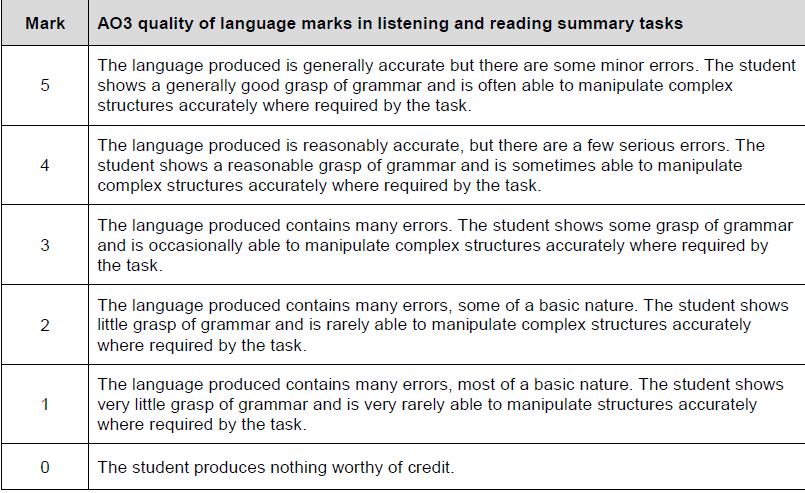 Mark AO3 quality of language marks in listening and reading summary tasks
The language produced is generally accurate but there are some minor errors. The student
5 shows a generally good grasp of grammar and is often able to manipulate complex
structures accurately where required by the task.
The language produced is reasonably accurate, but there are a few serious errors. The
4 student shows a reasonable grasp of grammar and is sometimes able to manipulate
complex structures accurately where required by the task.
The language produced contains many errors. The student shows some grasp of grammar
3 and is occasionally able to manipulate complex structures accurately where required by
the task.
The language produced contains many errors, some of a basic nature. The student shows
2 little grasp of grammar and is rarely able to manipulate complex structures accurately
where required by the task.
The language produced contains many errors, most of a basic nature. The student shows
1 very little grasp of grammar and is very rarely able to manipulate structures accurately
where required by the task.
0 The student produces nothing worthy of credit.